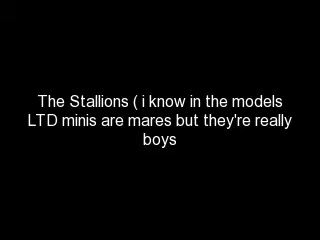 The Stallions ( i know in the models
LTD minis are mares but they're really
boys